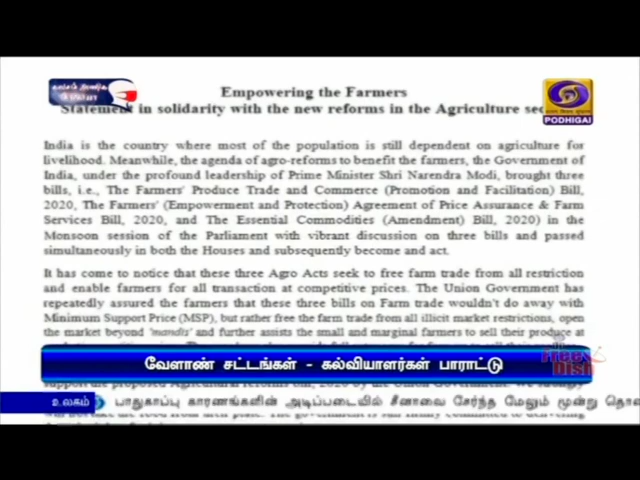 Empowering the Farmers
Statement in solidarity with the new reforms in the Agriculture
PODHIGAI
India is the country where most of the population is still dependent on agriculture for
livelihood. Meanwhile, the agenda of agro-reforms to benefit the farmers, the Government of
India, under the profound leadership of Prime Minister Shri Narendra Modi, brought three
bills, i.e., The Farmers' Produce Trade and Commerce (Promotion and Facilitation) Bill,
2020, The Farmers' (Empowerment and Protection) Agreement of Price Assurance & Farm
Services Bill, 2020, and The Essential Commodities (Amendment) Bill, 2020) in the
Monsoon session of the Parliament with vibrant discussion on three bills and passed
simultaneously in both the Houses and subsequently become and act.
It has come to notice that these three Agro Acts seek to free farm trade from all restriction
and enable farmers for all transaction at competitive prices. The Union Government has
repeatedly assured the farmers that these three bills on Farm trade wouldn't do away with
Minimum Support Price (MSP), but rather free the farm trade from all illicit market restrictions, open
the market beyond 'mandis' and further assists the small and marginal farmers to sell their produce at
வேளாண் சட்டங்கள் - கல்வியாளர்கள் பாராட்டு
Free Dish
உலகம்
பாதுகாப்பு காரணங்களின் அடிப்படையில் சீனாவை சேர்ந்த மேலும் மூன்று தொ